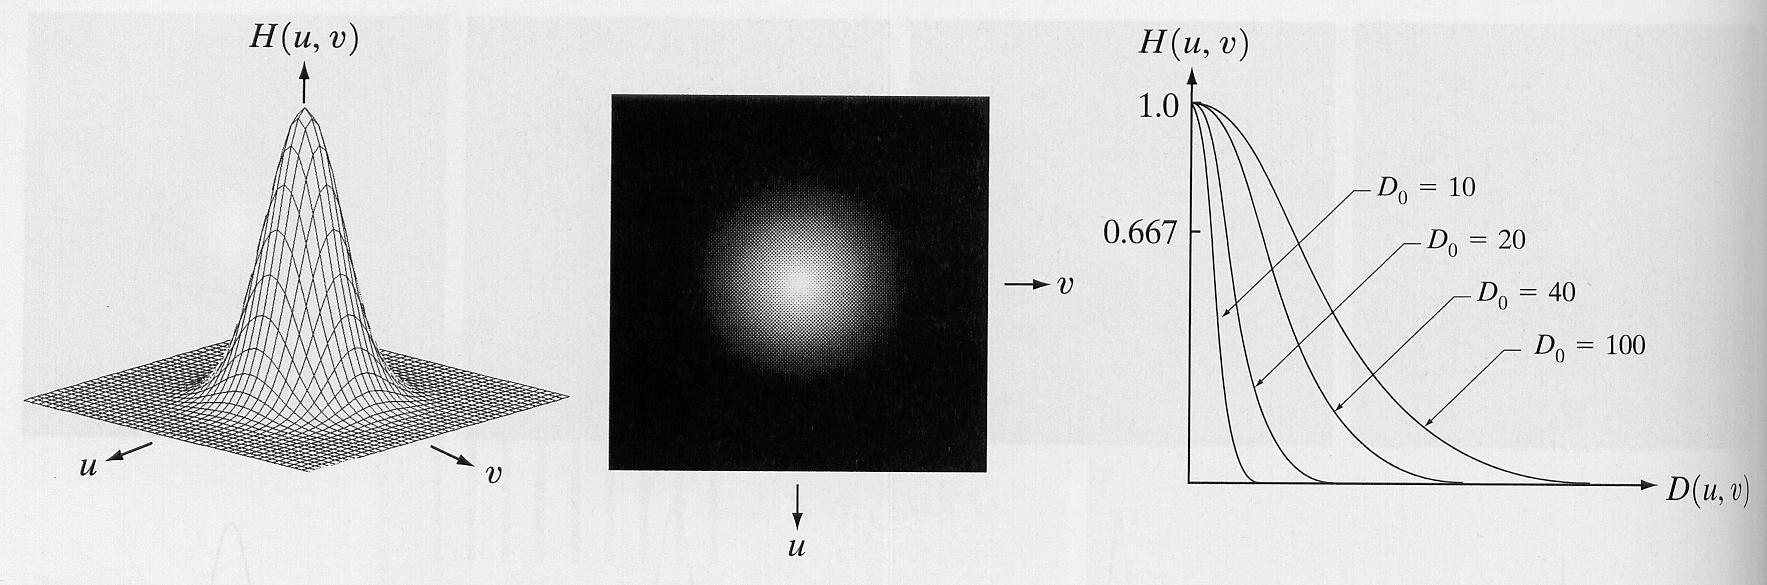 H(u, v)
u
v
v
u
H(u, v)
1.0
0.667
D₀ = 10
D₀ = 20
D₀ = 40
D₀ = 100
D(u, v)